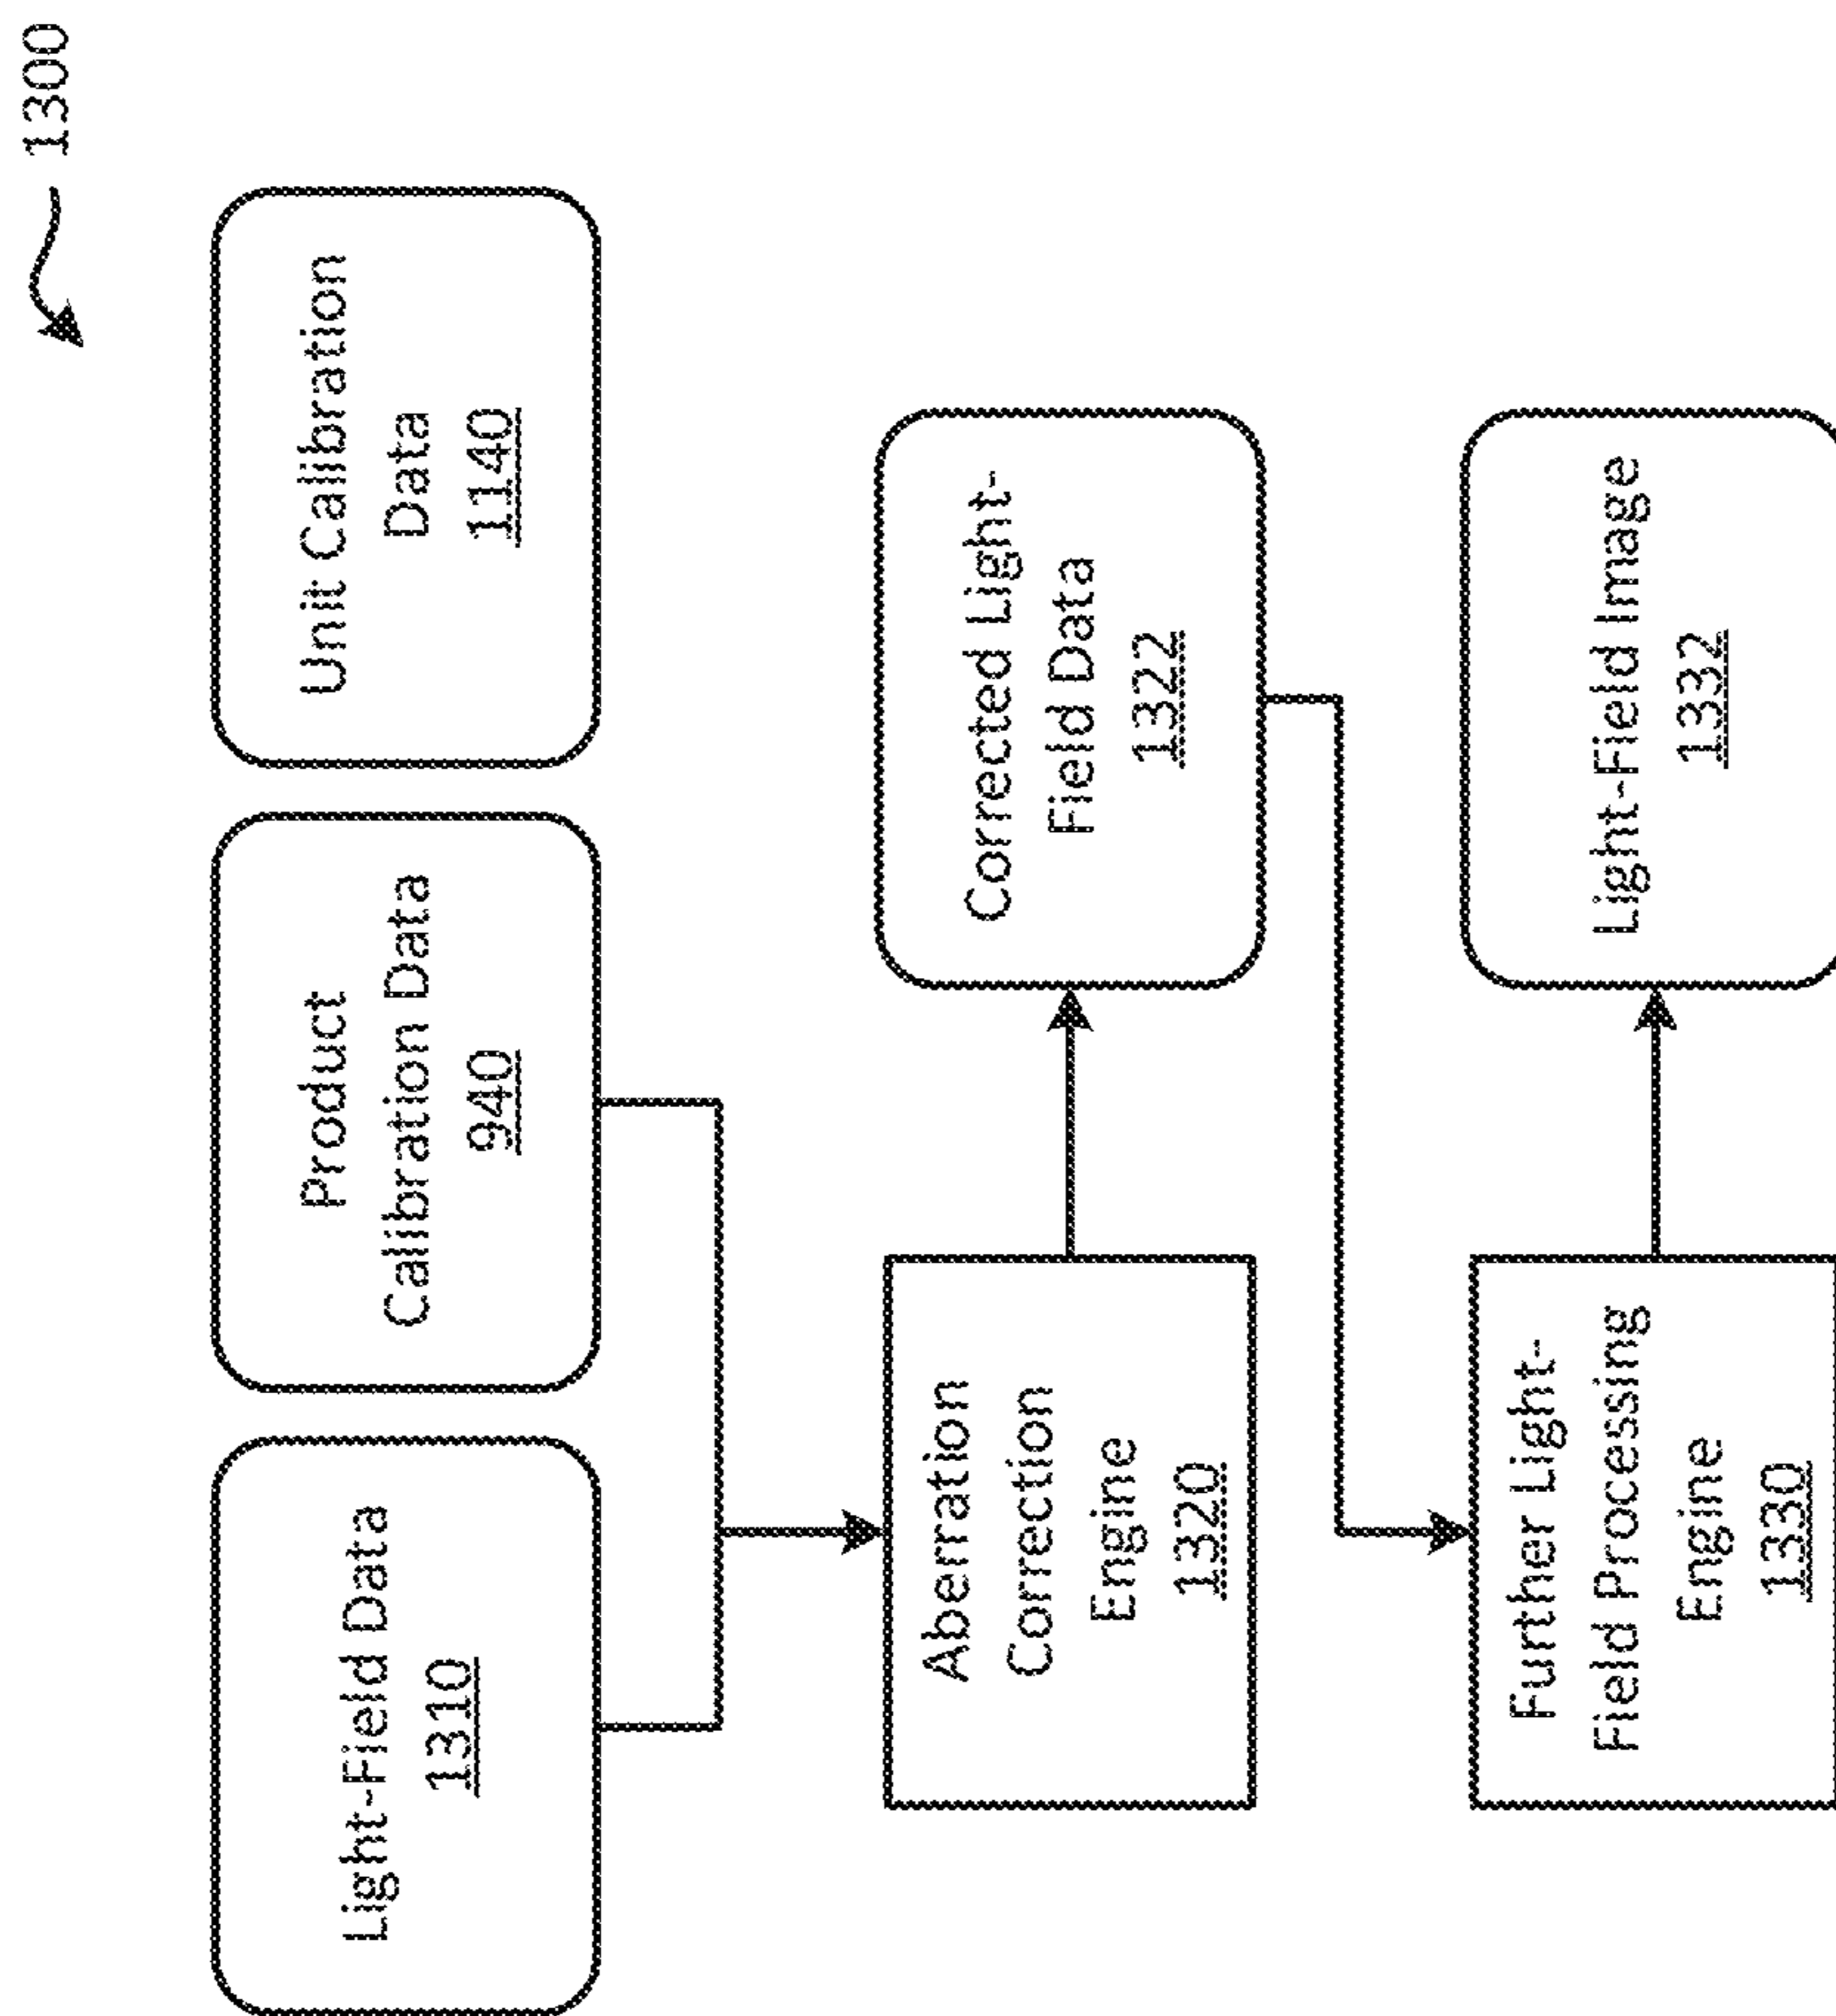 1300
Light-Field Data
1310
Product
Calibration Data
940
Unit Calibration
Data
1140
Aberration
Correction
Engine
1320
Corrected Light-
Field Data
1322
Further Light-
Field Processing
Engine
1330
Light-Field Image
1332